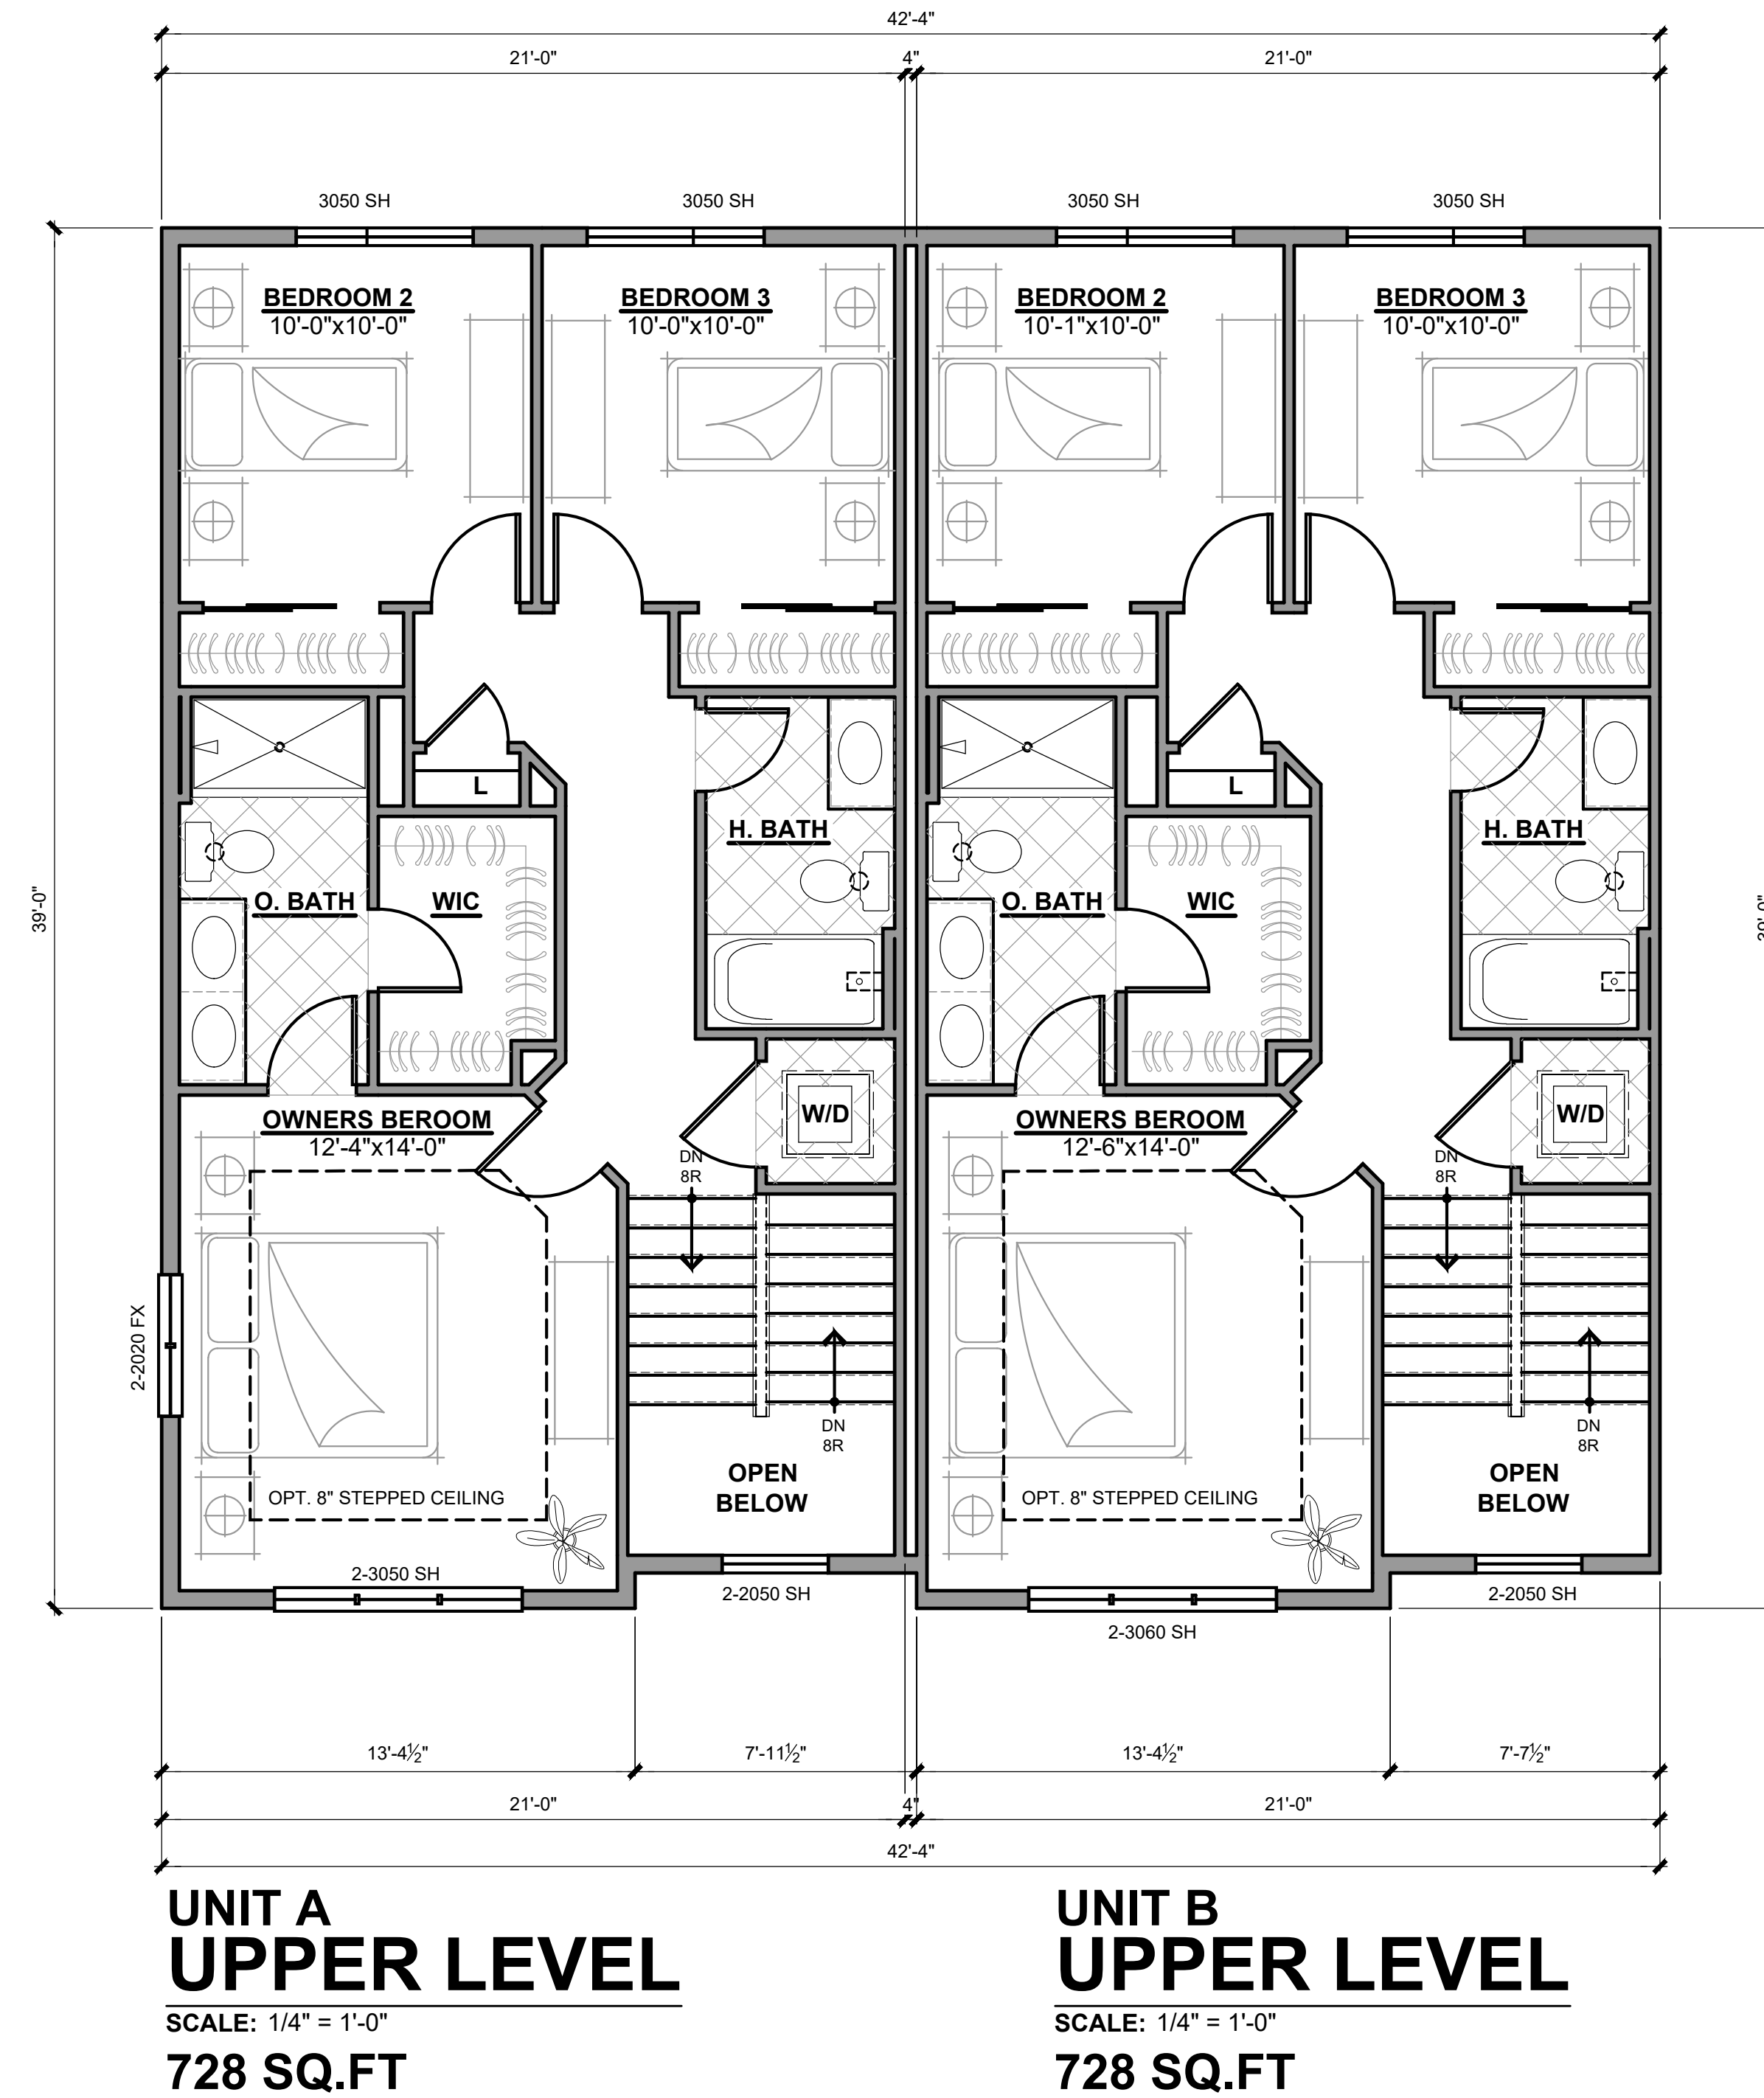 42'-4"
21'-0"
4"
21'-0"
3050 SH
3050 SH
3050 SH
3050 SH
BEDROOM 2
10'-0"x10'-0"
BEDROOM 3
10'-0"x10'-0"
BEDROOM 2
10'-1"x10'-0"
BEDROOM 3
10'-0"x10'-0"
L
L
H. BATH
H. BATH
39'-0"
39'-0"
O. BATH
WIC
O. BATH
WIC
OWNERS BEROOM
12'-4"x14'-0"
W/D
OWNERS BEROOM
12'-6"x14'-0"
W/D
DN
8R
DN
8R
2-2020 FX
DN
8R
DN
8R
OPEN
BELOW
OPEN
BELOW
OPT. 8" STEPPED CEILING
OPT. 8" STEPPED CEILING
2-3050 SH
2-2050 SH
2-2050 SH
2-3060 SH
13'-4½"
7'-11½"
13'-4½"
7'-7½"
21'-0"
4"
21'-0"
42'-4"
UNIT A
UPPER LEVEL
SCALE: 1/4" = 1'-0"
728 SQ.FT
UNIT B
UPPER LEVEL
SCALE: 1/4" = 1'-0"
728 SQ.FT